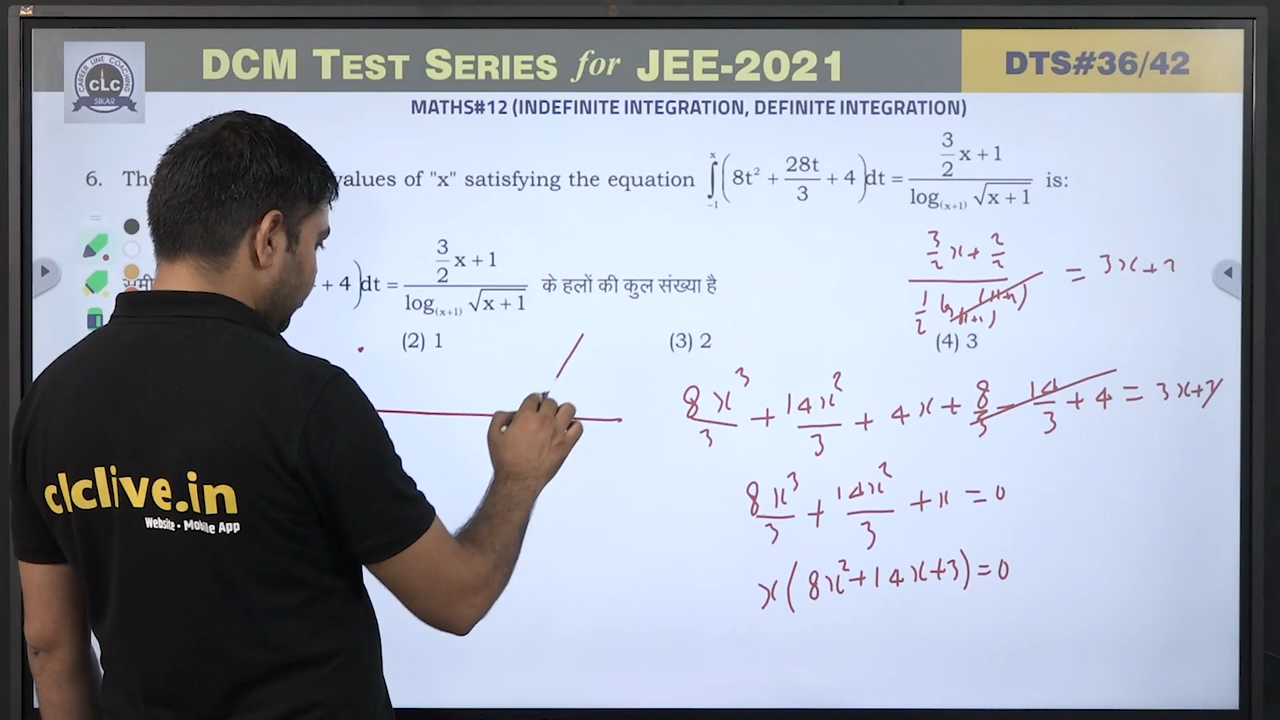 CAREER LINE COACHING
CLC
SIKAR
DCM TEST SERIES for JEE-2021
DTS#36/42
MATHS#12 (INDEFINITE INTEGRATION, DEFINITE INTEGRATION)
6. values of "x" satisfying the equation ∫₋₁ˣ (8t² + 28t/3 + 4)dt = (3/2 x + 1)/(log₍ₓ₊₁₎ √(x + 1)) is:
+ 4)dt = (3/2 x + 1)/(log₍ₓ₊₁₎ √(x + 1)) के हलों की कुल संख्या है
(2) 1 (3) 2 (4) 3
8x³/3 + 14x²/3 + 4x + 8/3 - 14/3 + 4 = 3x+2
8x³/3 + 14x²/3 + x = 0
x(8x²+14x+3)=0
clclive.in
Website - Mobile App